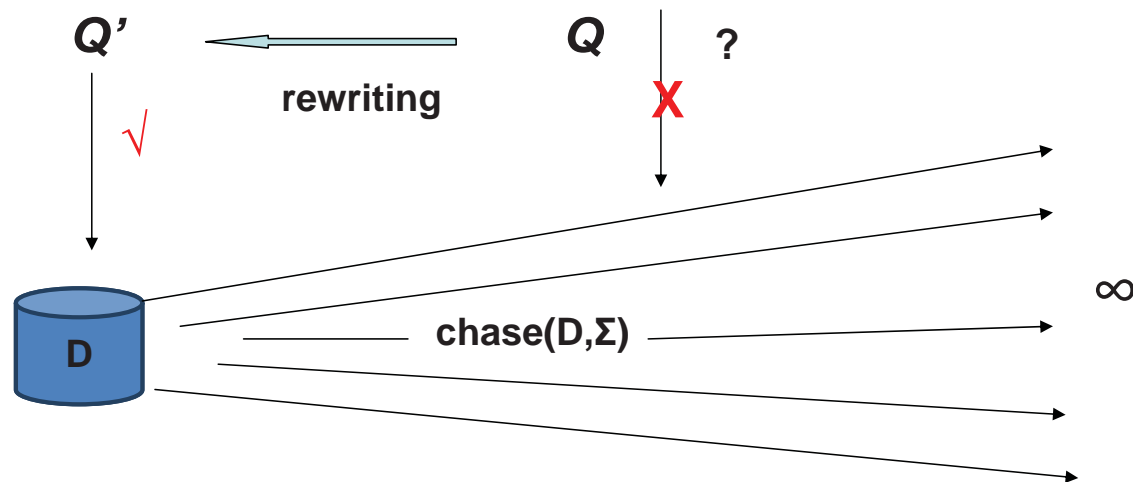 Q’
Q
?
rewriting
X
√
∞
chase(D,Σ)
D